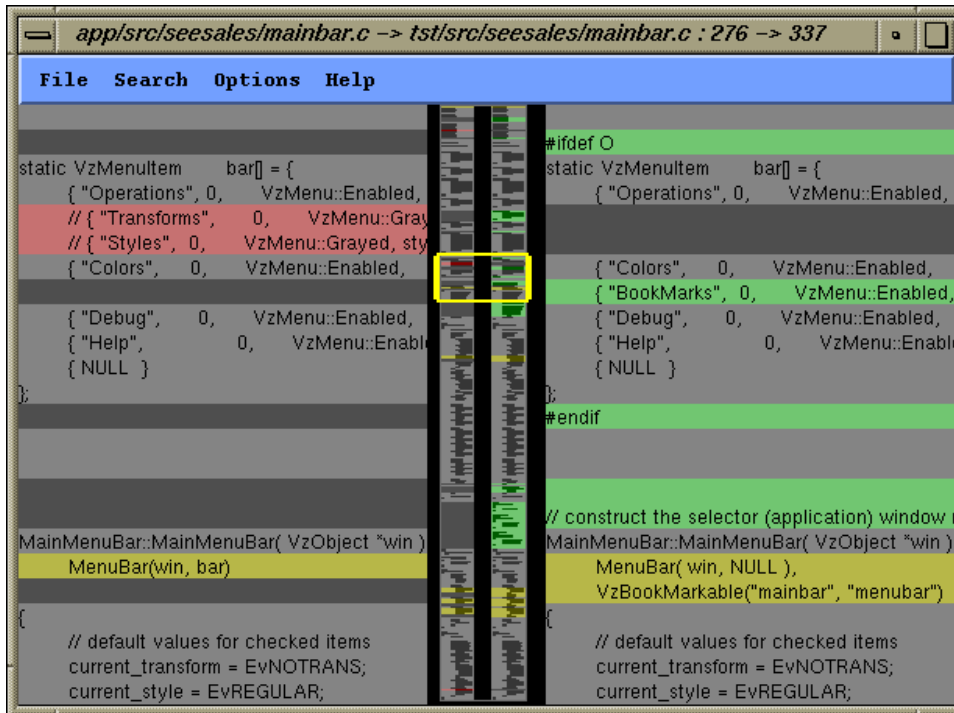 app/src/seesales/mainbar.c -> tst/src/seesales/mainbar.c : 276 -> 337
File Search Options Help
static VzMenuItem bar[] = {
{ "Operations", 0, VzMenu::Enabled,
// { "Transforms", 0, VzMenu::Gray
// { "Styles", 0, VzMenu::Grayed, sty
{ "Colors", 0, VzMenu::Enabled,
{ "Debug", 0, VzMenu::Enabled,
{ "Help", 0, VzMenu::Enabl
{ NULL }
};
MainMenuBar::MainMenuBar( VzObject *win )
MenuBar(win, bar)
{
// default values for checked items
current_transform = EvNOTRANS;
current_style = EvREGULAR;
#ifdef O
static VzMenuItem bar[] = {
{ "Operations", 0, VzMenu::Enabled,
{ "Colors", 0, VzMenu::Enabled,
{ "BookMarks", 0, VzMenu::Enabled,
{ "Debug", 0, VzMenu::Enabled,
{ "Help", 0, VzMenu::Enabl
{ NULL }
};
#endif
// construct the selector (application) window
MainMenuBar::MainMenuBar( VzObject *win )
MenuBar( win, NULL ),
VzBookMarkable("mainbar", "menubar")
{
// default values for checked items
current_transform = EvNOTRANS;
current_style = EvREGULAR;